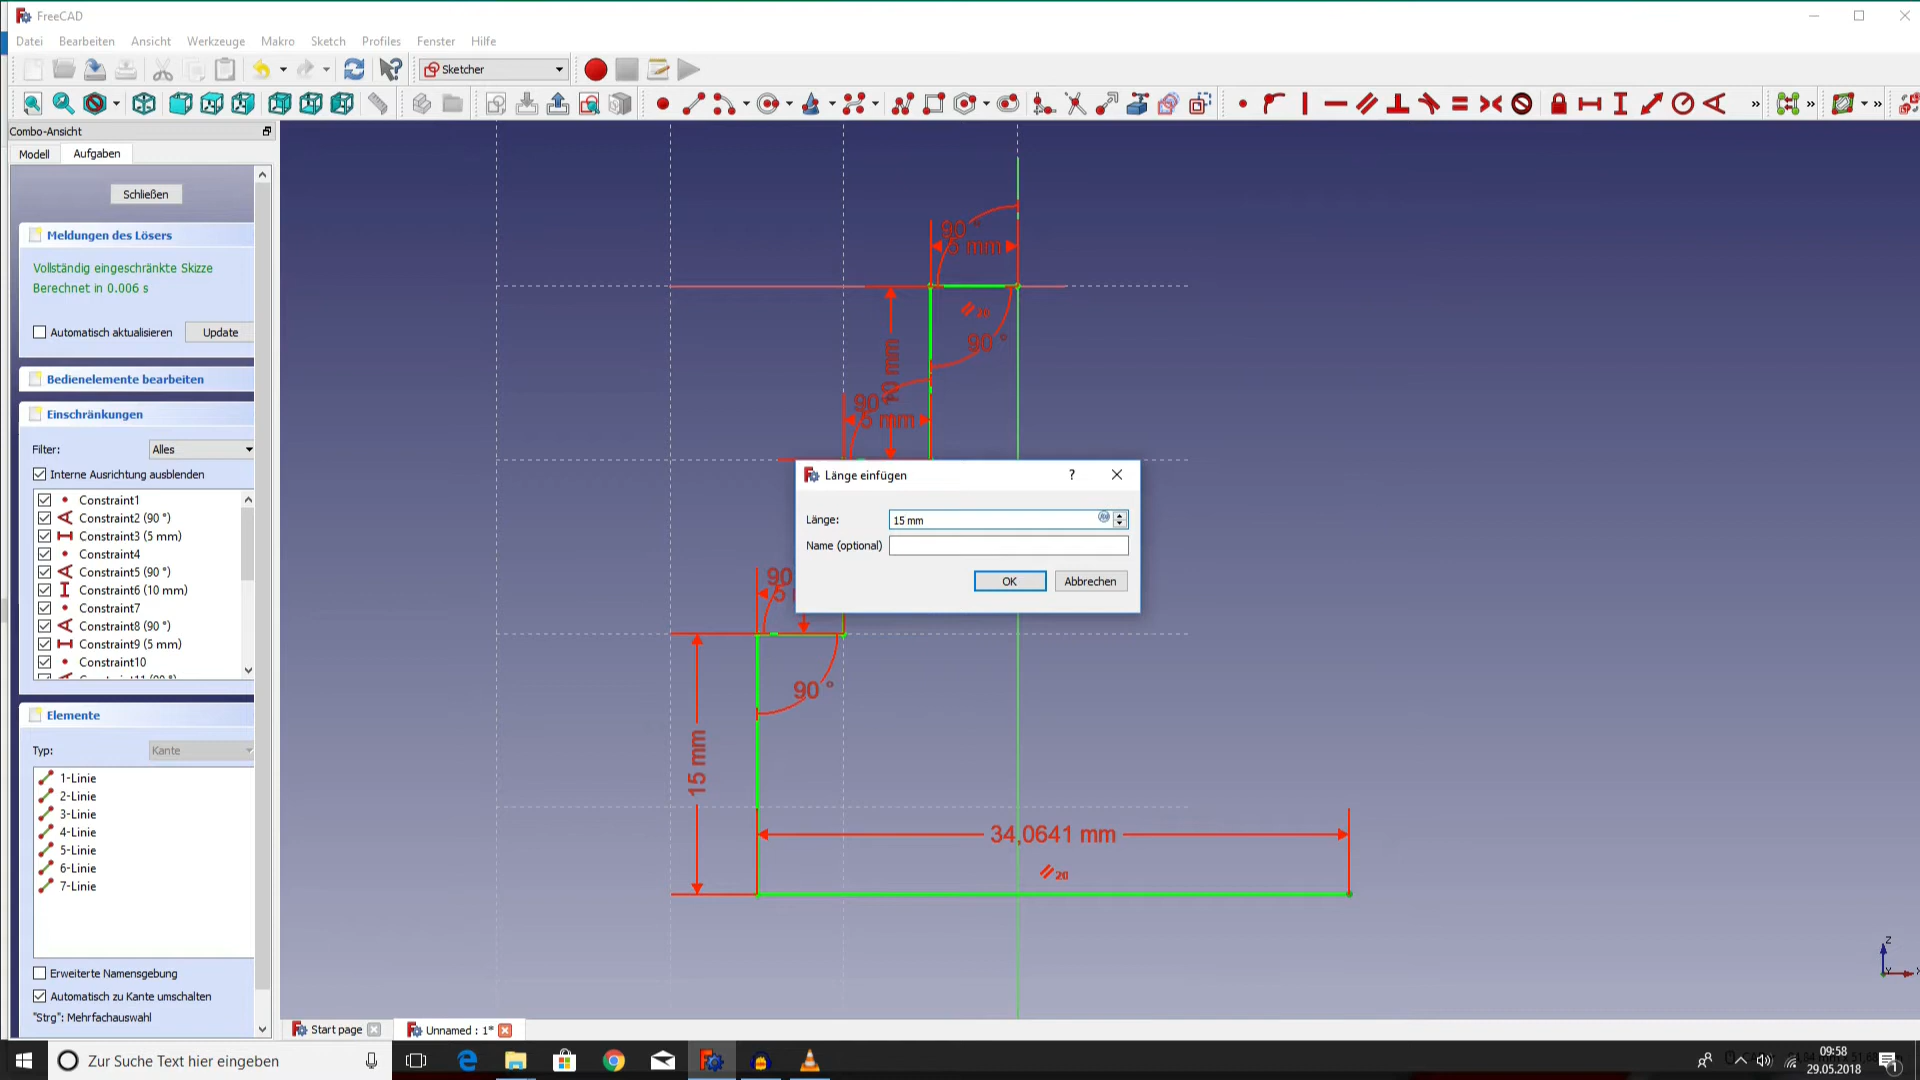 FreeCAD
Datei Bearbeiten Ansicht Werkzeuge Makro Sketch Profiles Fenster Hilfe
Sketcher
Combo-Ansicht
Modell Aufgaben
Schließen
Meldungen des Lösers
Vollständig eingeschränkte Skizze
Berechnet in 0.006 s
Automatisch aktualisieren Update
Bedienelemente bearbeiten
Einschränkungen
Filter: Alles
Interne Ausrichtung ausblenden
Constraint1
Constraint2 (90 °)
Constraint3 (5 mm)
Constraint4
Constraint5 (90 °)
Constraint6 (10 mm)
Constraint7
Constraint8 (90 °)
Constraint9 (5 mm)
Constraint10
Elemente
Typ: Kante
1-Linie
2-Linie
3-Linie
4-Linie
5-Linie
6-Linie
7-Linie
Erweiterte Namensgebung
Automatisch zu Kante umschalten
"Strg": Mehrfachauswahl
90 °
5 mm
90 °
90
5 mm
Länge einfügen
?
Länge: 15 mm
Name (optional)
OK Abbrechen
90
5
90 °
15 mm
34,0641 mm
20
Z
Y X
Start page
Unnamed : 1*
Zur Suche Text hier eingeben
09:58
29.05.2018
1